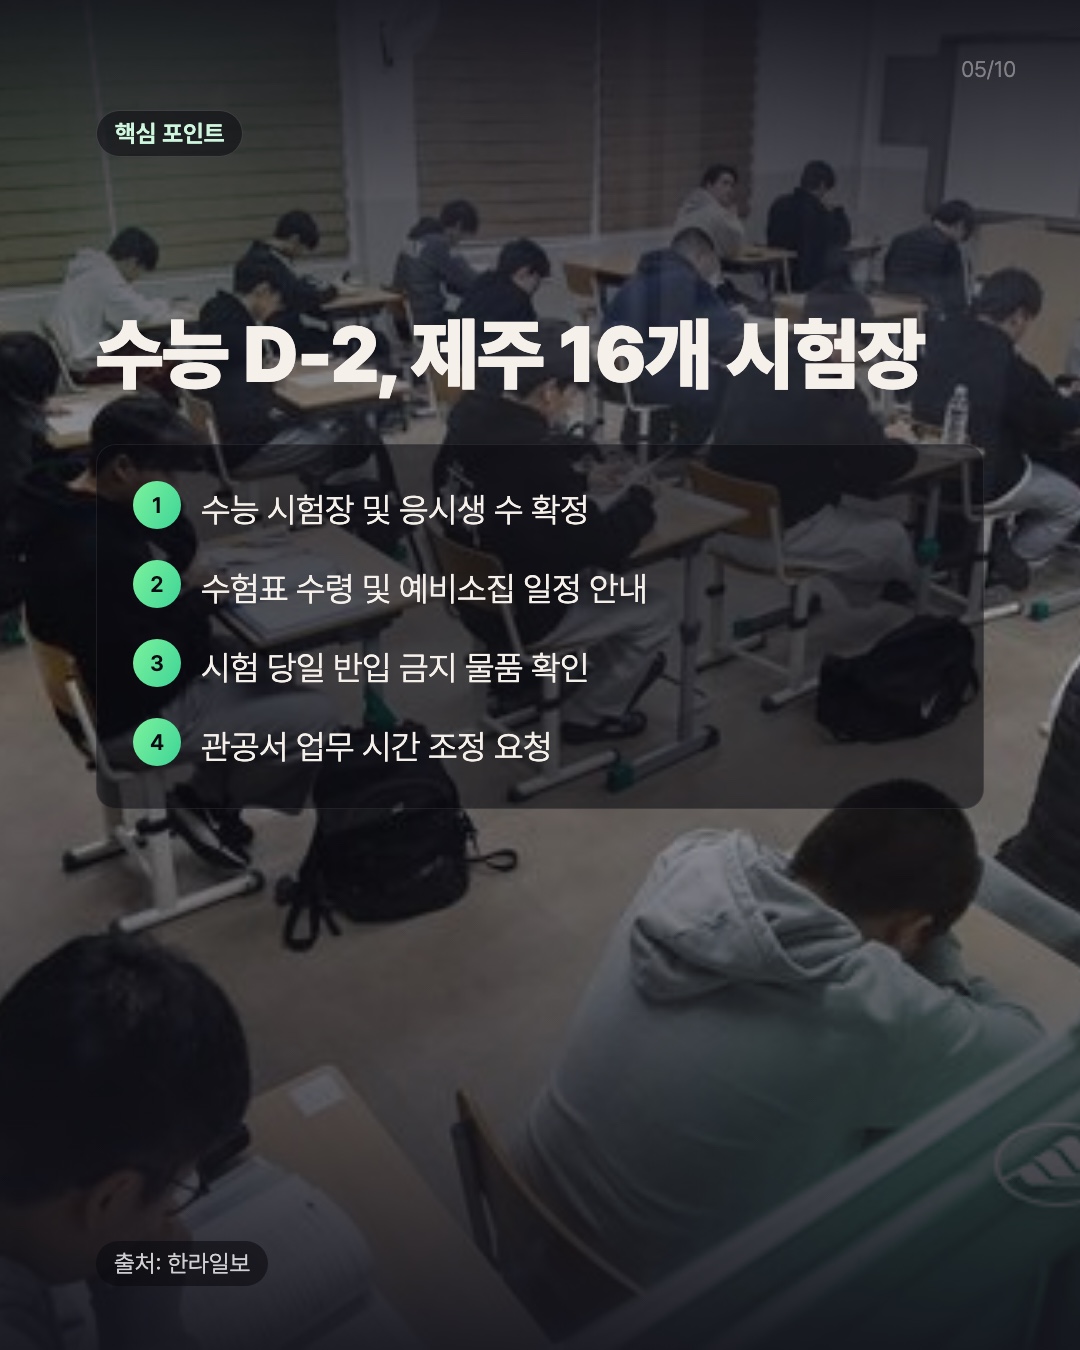 05/10
핵심 포인트
수능 D-2, 제주 16개 시험장
1 수능 시험장 및 응시생 수 확정
2 수험표 수령 및 예비소집 일정 안내
3 시험 당일 반입 금지 물품 확인
4 관공서 업무 시간 조정 요청
출처: 한라일보